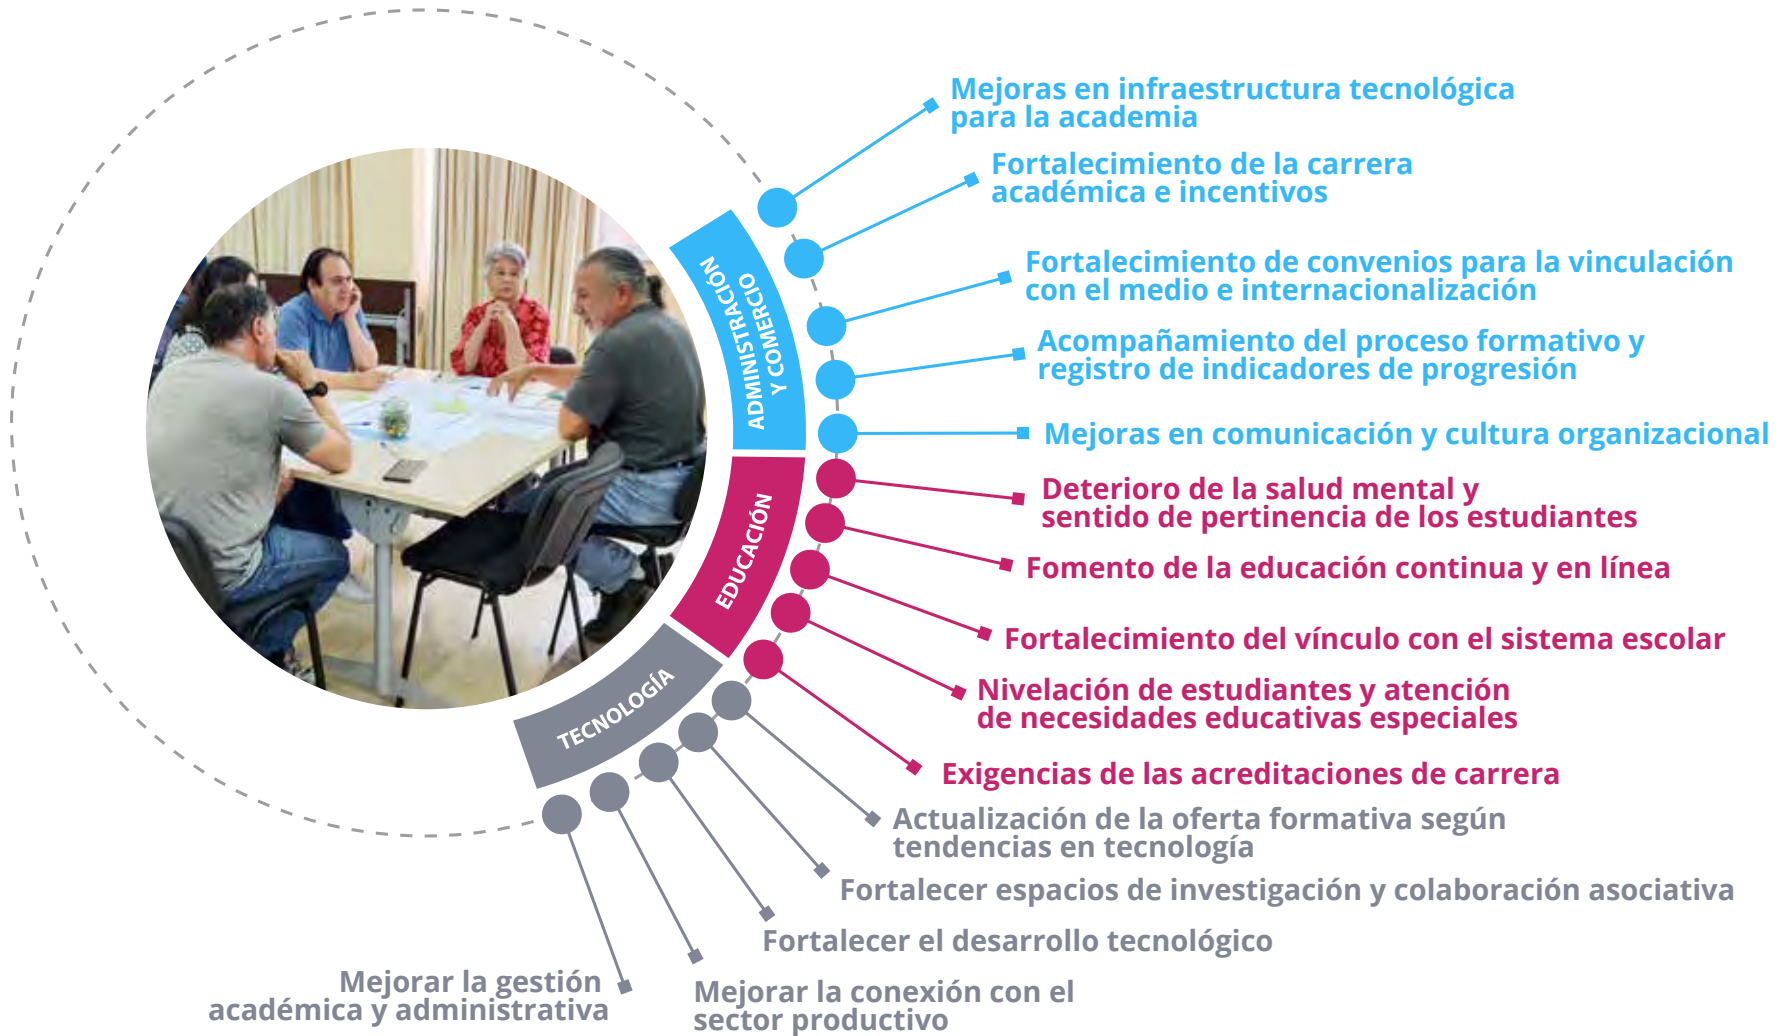 Mejoras en infraestructura tecnológica
para la academia
Fortalecimiento de la carrera
académica e incentivos
Fortalecimiento de convenios para la vinculación
con el medio e internacionalización
Acompañamiento del proceso formativo y
registro de indicadores de progresión
Mejoras en comunicación y cultura organizacional
ADMINISTRACIÓN
Y COMERCIO
Deterioro de la salud mental y
sentido de pertinencia de los estudiantes
Fomento de la educación continua y en línea
Fortalecimiento del vínculo con el sistema escolar
Nivelación de estudiantes y atención
de necesidades educativas especiales
Exigencias de las acreditaciones de carrera
EDUCACIÓN
Actualización de la oferta formativa según
tendencias en tecnología
Fortalecer espacios de investigación y colaboración asociativa
Fortalecer el desarrollo tecnológico
Mejorar la conexión con el
sector productivo
Mejorar la gestión
académica y administrativa
TECNOLOGÍA